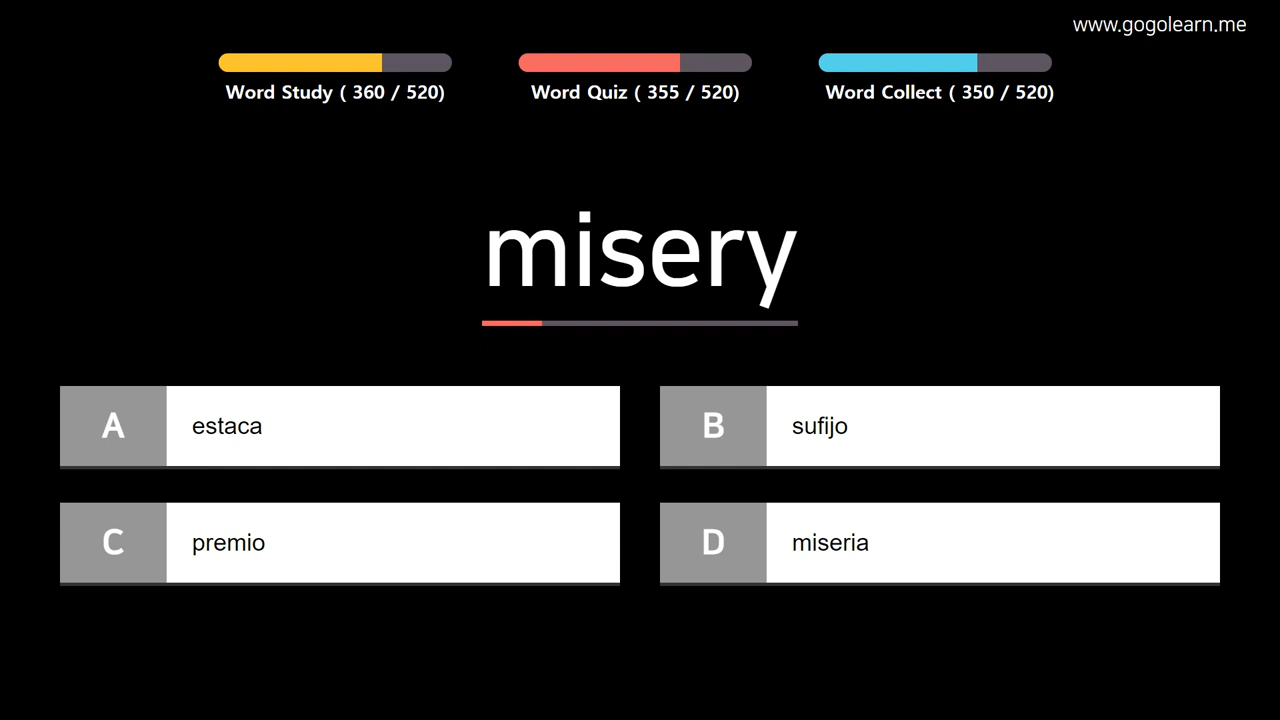 www.gogolearn.me
Word Study ( 360 / 520)
Word Quiz ( 355 / 520)
Word Collect ( 350 / 520)
misery
A estaca
B sufijo
C premio
D miseria